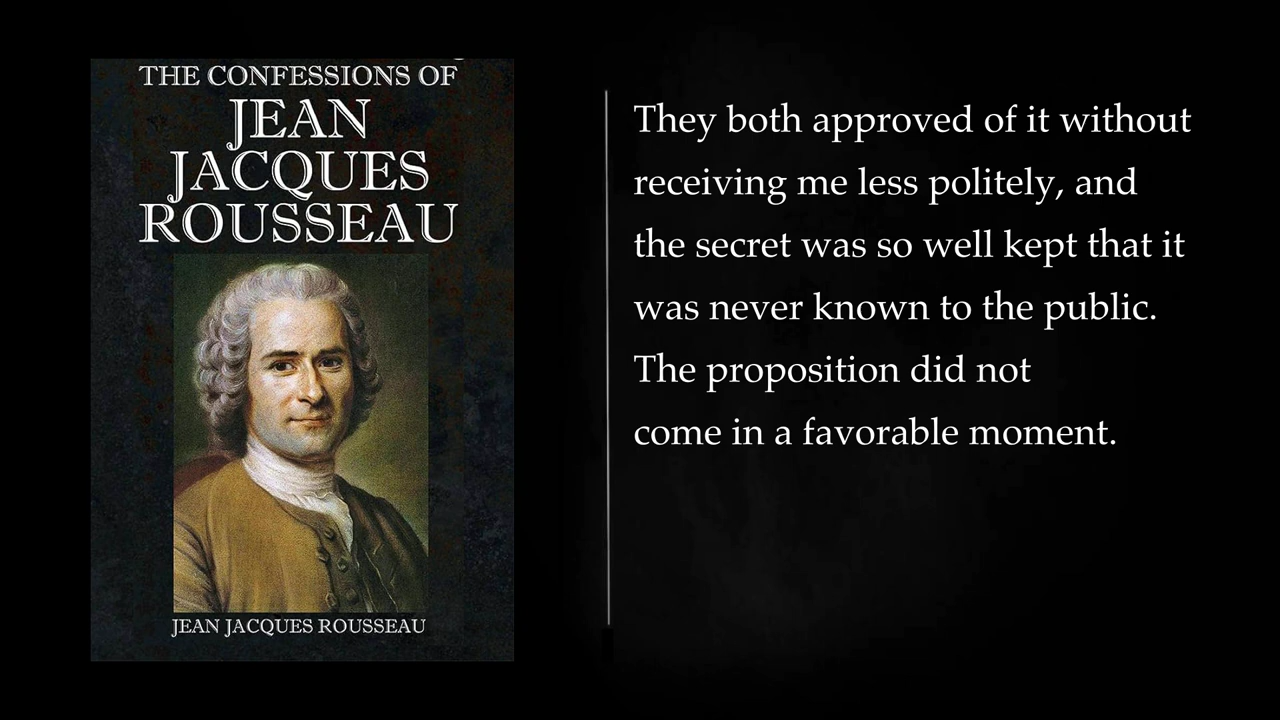 THE CONFESSIONS OF
JEAN
JACQUES
ROUSSEAU
JEAN JACQUES ROUSSEAU
They both approved of it without
receiving me less politely, and
the secret was so well kept that it
was never known to the public.
The proposition did not
come in a favorable moment.